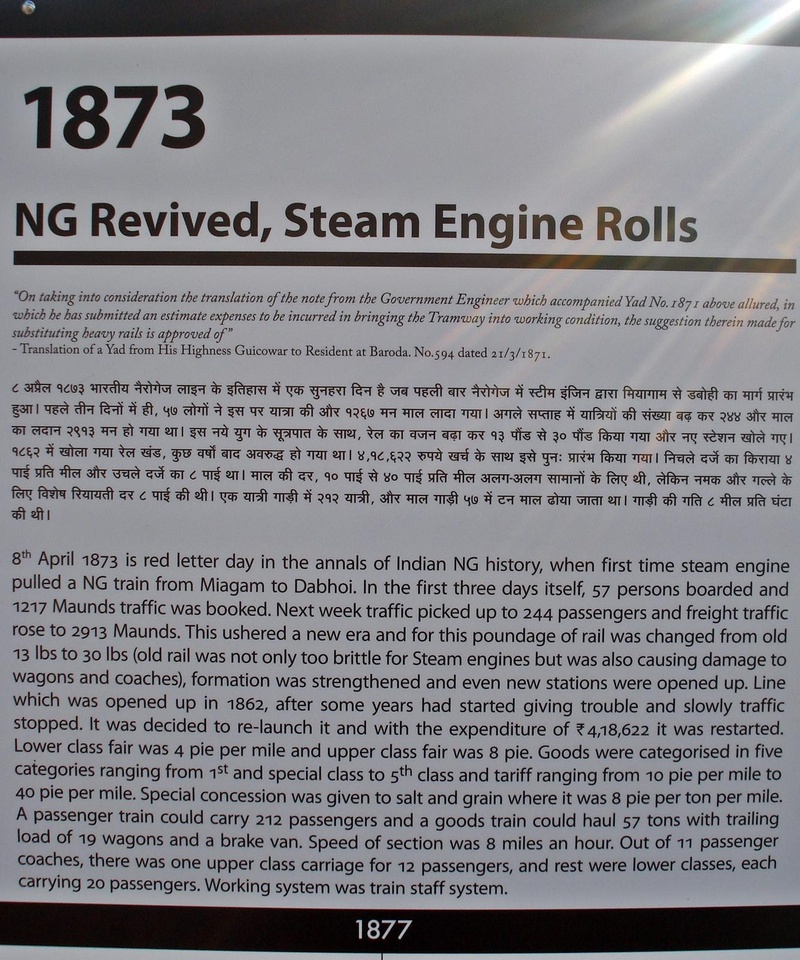 1873
NG Revived, Steam Engine Rolls
“On taking into consideration the translation of the note from the Government Engineer which accompanied Yad No. 1871 above allured, in
which he has submitted an estimate expenses to be incurred in bringing the Tramway into working condition, the suggestion therein made for
substituting heavy rails is approved of”
- Translation of a Yad from His Highness Guicowar to Resident at Baroda. No.594 dated 21/3/1871.
८ अप्रैल १८७३ भारतीय नैरोगेज लाइन के इतिहास में एक सुनहरा दिन है जब पहली बार नैरोगेज में स्टीम इंजिन द्वारा मियागाम से डबोही का मार्ग प्रारंभ
हुआ। पहले तीन दिनों में ही, ५७ लोगों ने इस पर यात्रा की और १२६७ मन माल लादा गया। अगले सप्ताह में यात्रियों की संख्या बढ़ कर २४४ और माल
का लदान २९१३ मन हो गया था। इस नये युग के सूत्रपात के साथ, रेल का वजन बढ़ा कर १३ पौंड से ३० पौंड किया गया और नए स्टेशन खोले गए।
१८६२ में खोला गया रेल खंड, कुछ वर्षो बाद अवरुद्ध हो गया था। ४,१८,६२२ रुपये खर्च के साथ इसे पुनः प्रारंभ किया गया। निचले दर्जे का किराया ४
पाई प्रति मील और उचले दर्जे का ८ पाई था। माल की दर, १० पाई से ४० पाई प्रति मील अलग-अलग सामानों के लिए थी, लेकिन नमक और गल्ले के
लिए विशेष रियायती दर ८ पाई की थी। एक यात्री गाड़ी में २१२ यात्री, और माल गाड़ी ५७ में टन माल ढोया जाता था। गाड़ी की गति ८ मील प्रति घंटा
की थी।
8th April 1873 is red letter day in the annals of Indian NG history, when first time steam engine
pulled a NG train from Miagam to Dabhoi. In the first three days itself, 57 persons boarded and
1217 Maunds traffic was booked. Next week traffic picked up to 244 passengers and freight traffic
rose to 2913 Maunds. This ushered a new era and for this poundage of rail was changed from old
13 lbs to 30 lbs (old rail was not only too brittle for Steam engines but was also causing damage to
wagons and coaches), formation was strengthened and even new stations were opened up. Line
which was opened up in 1862, after some years had started giving trouble and slowly traffic
stopped. It was decided to re-launch it and with the expenditure of ₹4,18,622 it was restarted.
Lower class fair was 4 pie per mile and upper class fair was 8 pie. Goods were categorised in five
categories ranging from 1st and special class to 5th class and tariff ranging from 10 pie per mile to
40 pie per mile. Special concession was given to salt and grain where it was 8 pie per ton per mile.
A passenger train could carry 212 passengers and a goods train could haul 57 tons with trailing
load of 19 wagons and a brake van. Speed of section was 8 miles an hour. Out of 11 passenger
coaches, there was one upper class carriage for 12 passengers, and rest were lower classes, each
carrying 20 passengers. Working system was train staff system.
1877